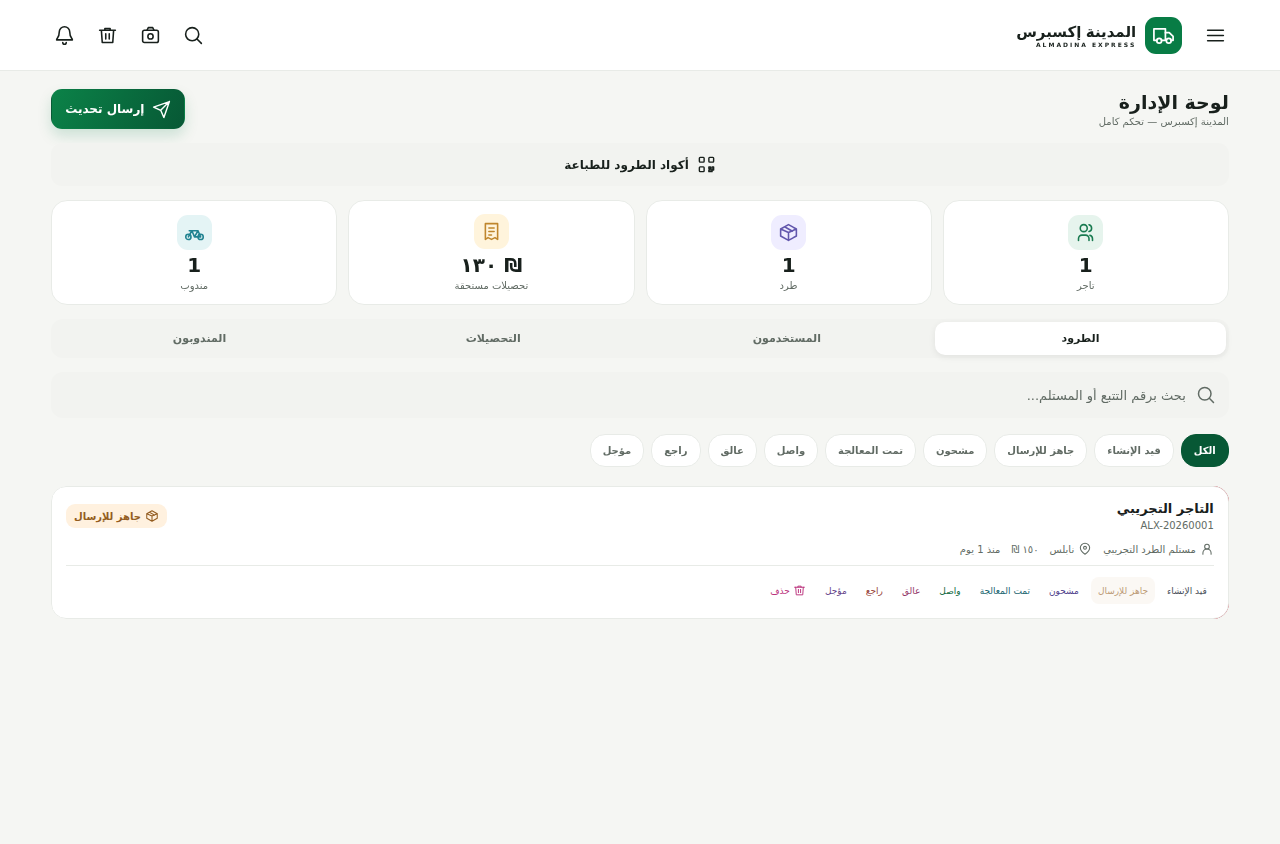 المدينة إكسبرس
ALMADINA EXPRESS
لوحة الإدارة
المدينة إكسبرس — تحكم كامل
إرسال تحديث
أكواد الطرود للطباعة
1
تاجر
1
طرد
١٣٠ ₪
تحصيلات مستحقة
1
مندوب
الطرود
المستخدمون
التحصيلات
المندوبون
بحث برقم التتبع أو المستلم...
الكل
قيد الإنشاء
جاهز للإرسال
مشحون
تمت المعالجة
واصل
عالق
راجع
مؤجل
التاجر التجريبي
جاهز للإرسال
ALX-20260001
مستلم الطرد التجريبي نابلس ١٥٠ ₪ منذ 1 يوم
قيد الإنشاء جاهز للإرسال مشحون تمت المعالجة واصل عالق راجع مؤجل حذف